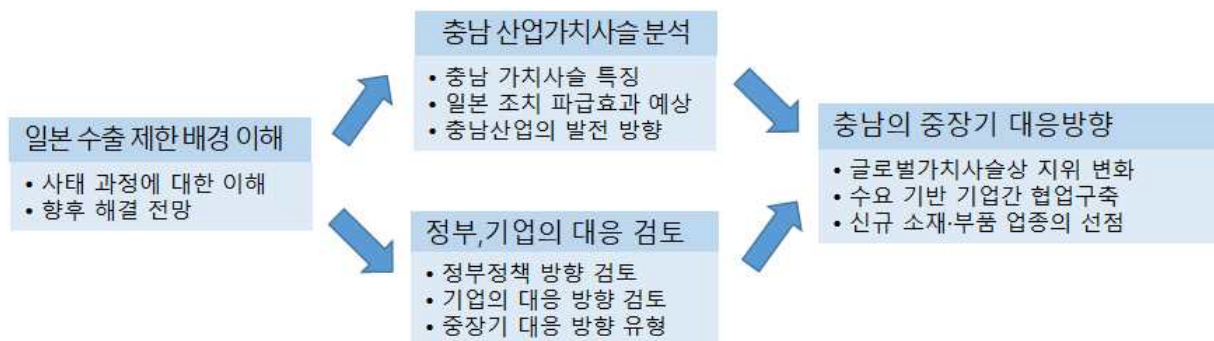 일본 수출 제한 배경 이해
• 사태 과정에 대한 이해
• 향후 해결 전망
충남 산업가치사슬 분석
• 충남 가치사슬 특징
• 일본 조치 파급효과 예상
• 충남산업의 발전 방향
정부,기업의 대응 검토
• 정부정책 방향 검토
• 기업의 대응 방향 검토
• 중장기 대응 방향 유형
충남의 중장기 대응방향
• 글로벌가치사슬상 지위 변화
• 수요 기반 기업간 협업구축
• 신규 소재·부품 업종의 선점